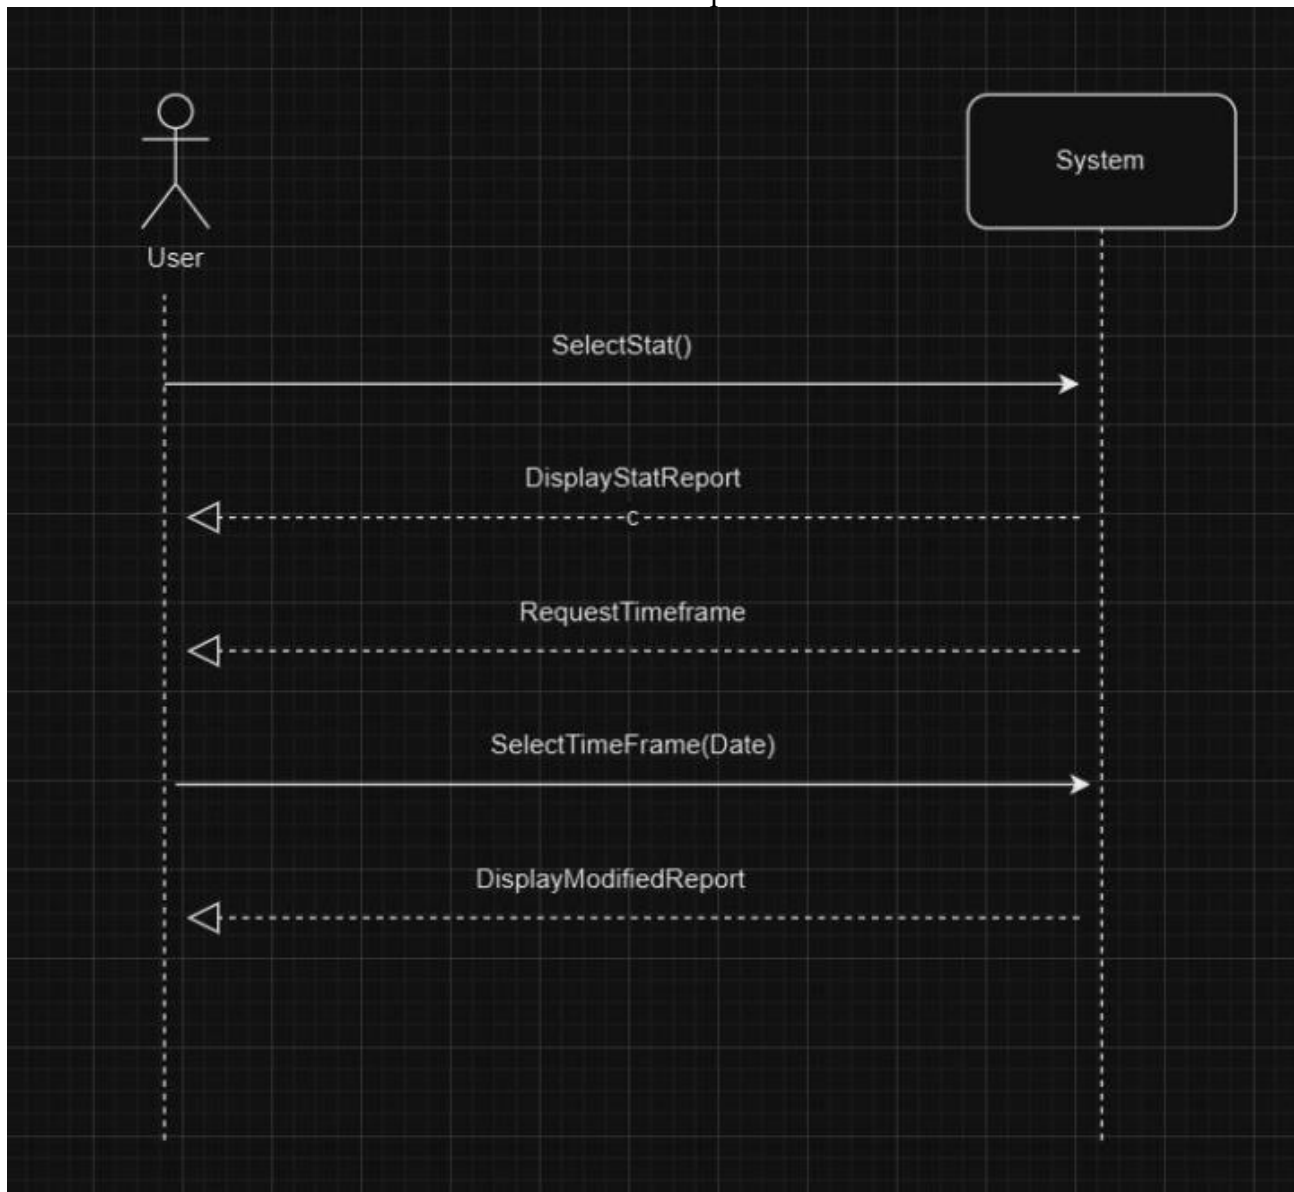 System
User
SelectStat()
DisplayStatReport
c
RequestTimeframe
SelectTimeFrame(Date)
DisplayModifiedReport